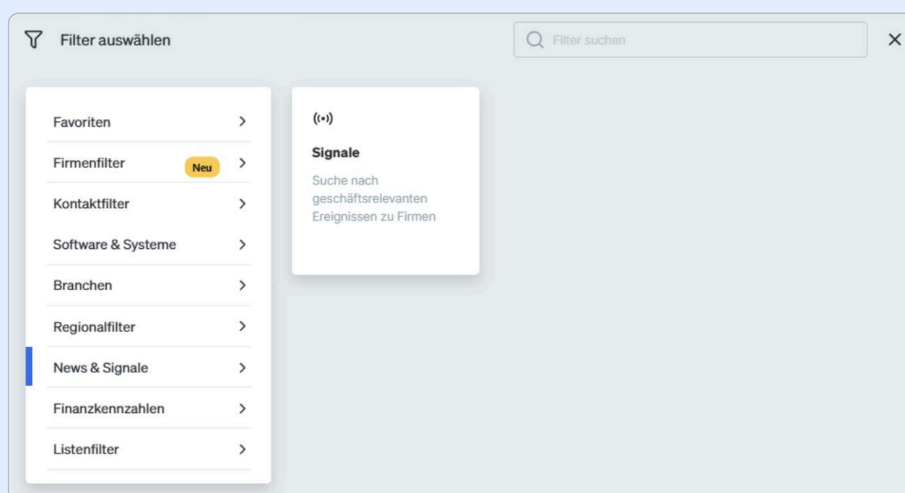 Filter auswählen
Filter suchen
Favoriten
Firmenfilter
Neu
Kontaktfilter
Software & Systeme
Branchen
Regionalfilter
News & Signale
Finanzkennzahlen
Listenfilter
Signale
Suche nach
geschäftsrelevanten
Ereignissen zu Firmen